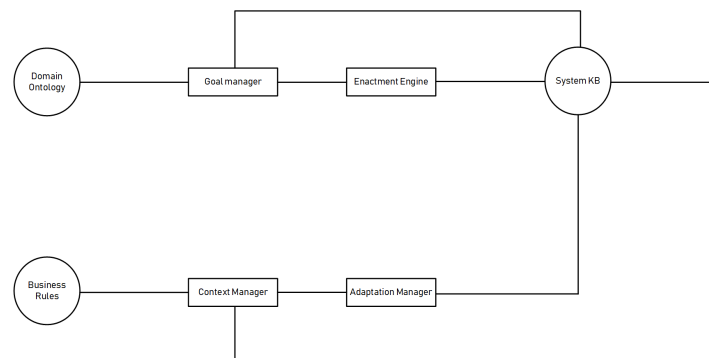 Domain
Ontology
Goal manager
Enactment Engine
System KB
Business
Rules
Context Manager
Adaptation Manager